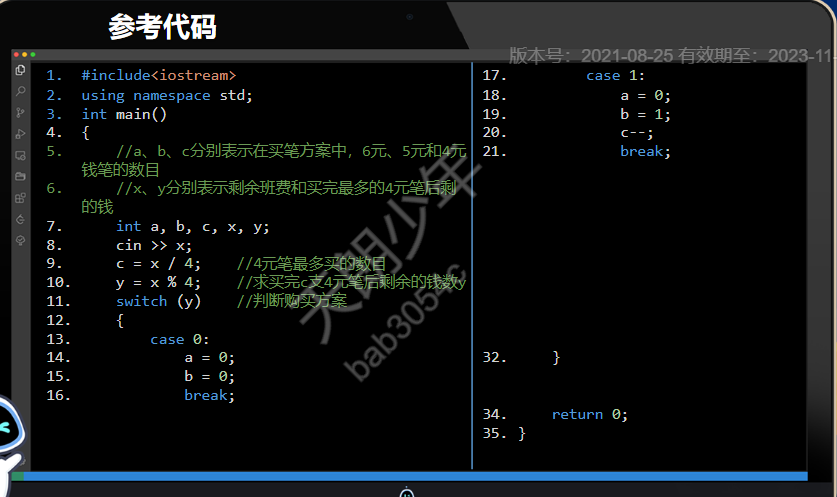 参考代码
版本号：2021-08-25 有效期至：2023-11-
1. #include<iostream>
2. using namespace std;
3. int main()
4. {
5. //a、b、c分别表示在买笔方案中，6元、5元和4元
钱笔的数目
6. //x、y分别表示剩余班费和买完最多的4元笔后剩
的钱
7. int a, b, c, x, y;
8. cin >> x;
9. c = x / 4; //4元笔最多买的数目
10. y = x % 4; //求买完c支4元笔后剩余的钱数y
11. switch (y) //判断购买方案
12. {
13. case 0:
14. a = 0;
15. b = 0;
16. break;
17. case 1:
18. a = 0;
19. b = 1;
20. c--;
21. break;
32. }
34. return 0;
35. }
天朗少年
bab3054c